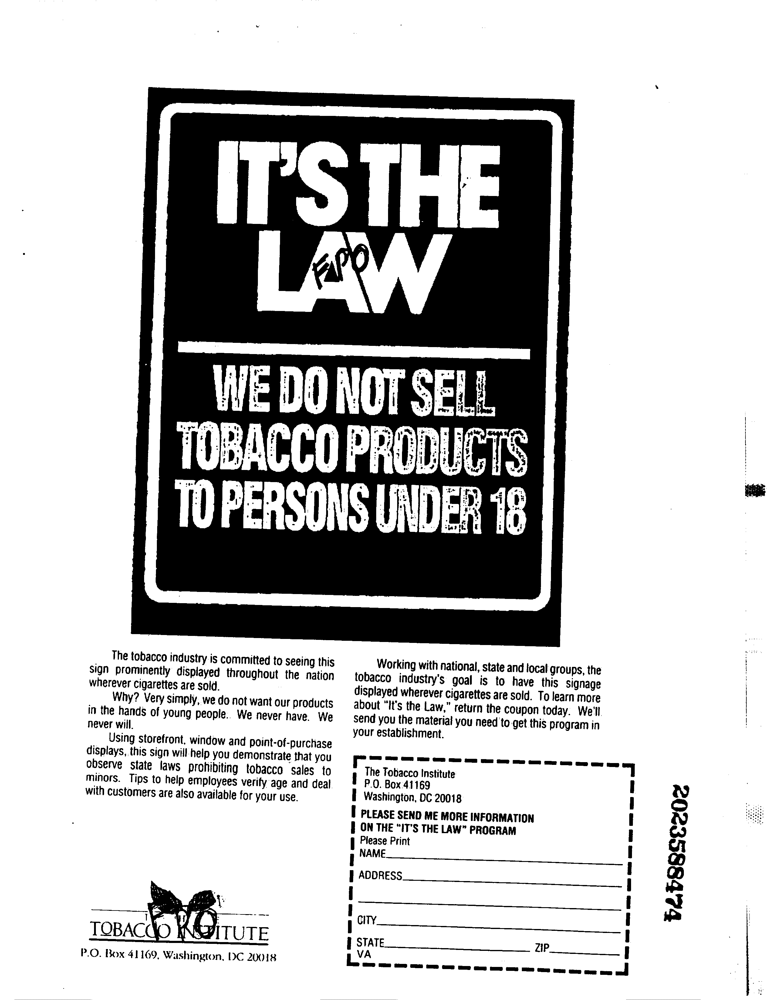 IT'S THE
LAW
FPO
WE DO NOT SELL
TOBACCO PRODUCTS
TO PERSONS UNDER 18
The tobacco industry is committed to seeing this
sign prominently displayed throughout the nation
wherever cigarettes are sold.
Why? Very simply, we do not want our products
in the hands of young people. We never have. We
never will.
Using storefront, window and point-of-purchase
displays, this sign will help you demonstrate that you
observe state laws prohibiting tobacco sales to
minors. Tips to help employees verify age and deal
with customers are also available for your use.
Working with national, state and local groups, the
tobacco industry's goal is to have this signage
displayed wherever cigarettes are sold. To learn more
about "It's the Law," return the coupon today. We'll
send you the material you need to get this program in
your establishment.
The Tobacco Institute
P.O. Box 41169
Washington, DC 20018
PLEASE SEND ME MORE INFORMATION
ON THE "IT'S THE LAW" PROGRAM
Please Print
NAME
ADDRESS
CITY
STATE ZIP
VA
FPO
TOBACCO INSTITUTE
P.O. Box 41169, Washington, DC 20018
2023588474